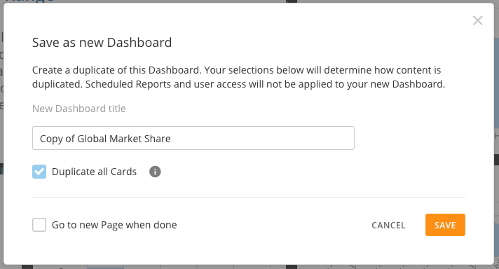 Save as new Dashboard
Create a duplicate of this Dashboard. Your selections below will determine how content is
duplicated. Scheduled Reports and user access will not be applied to your new Dashboard.
New Dashboard title
Copy of Global Market Share
Duplicate all Cards
Go to new Page when done
CANCEL
SAVE